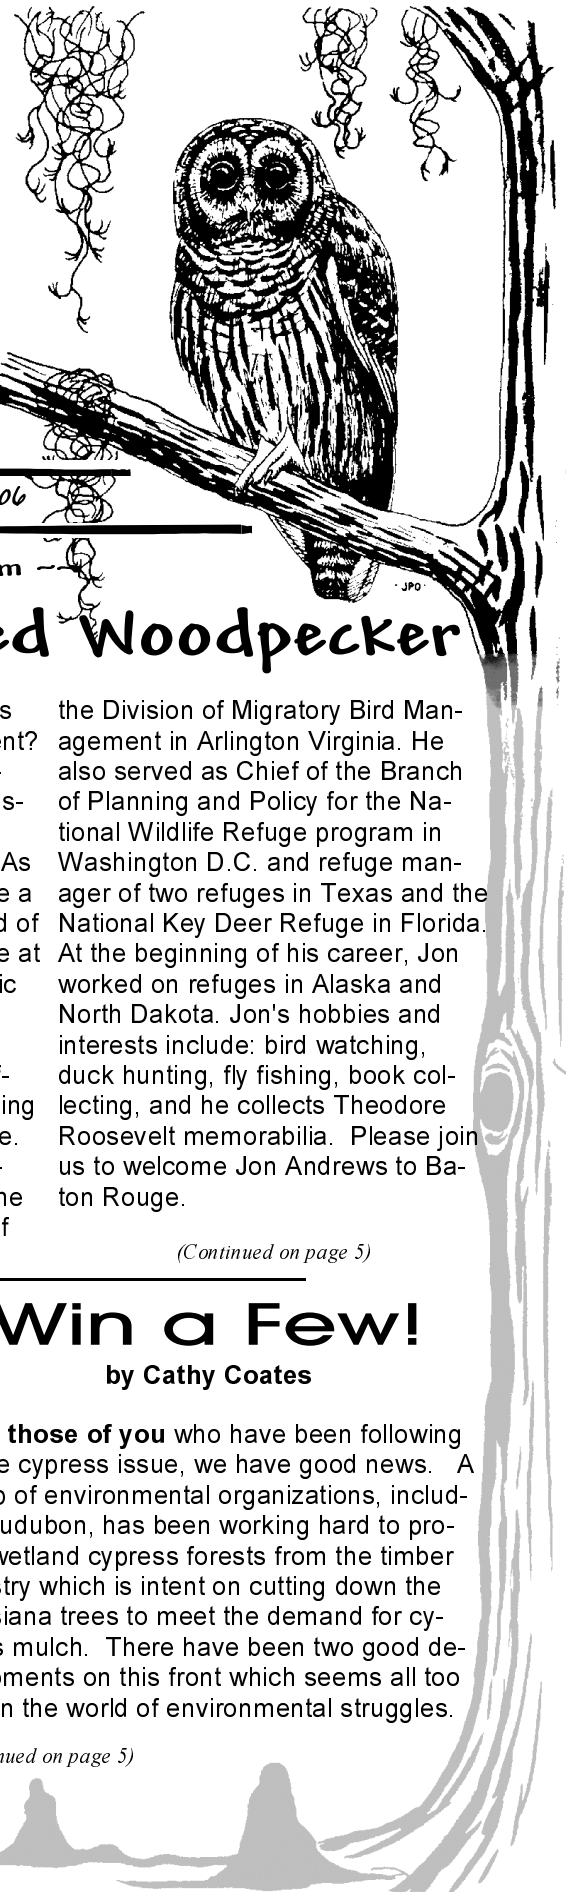 06
m ~~
· JPO ·
ed Woodpecker
s
ent?
-
s-
As
e a
d of
e at
ic
f-
ing
e.
-
he
f
the Division of Migratory Bird Man-
agement in Arlington Virginia. He
also served as Chief of the Branch
of Planning and Policy for the Na-
tional Wildlife Refuge program in
Washington D.C. and refuge man-
ager of two refuges in Texas and the
National Key Deer Refuge in Florida.
At the beginning of his career, Jon
worked on refuges in Alaska and
North Dakota. Jon's hobbies and
interests include: bird watching,
duck hunting, fly fishing, book col-
lecting, and he collects Theodore
Roosevelt memorabilia. Please join
us to welcome Jon Andrews to Ba-
ton Rouge.
(Continued on page 5)
Win a Few!
by Cathy Coates
those of you who have been following
e cypress issue, we have good news. A
p of environmental organizations, includ-
udubon, has been working hard to pro-
wetland cypress forests from the timber
stry which is intent on cutting down the
siana trees to meet the demand for cy-
s mulch. There have been two good de-
pments on this front which seems all too
n the world of environmental struggles.
nued on page 5)